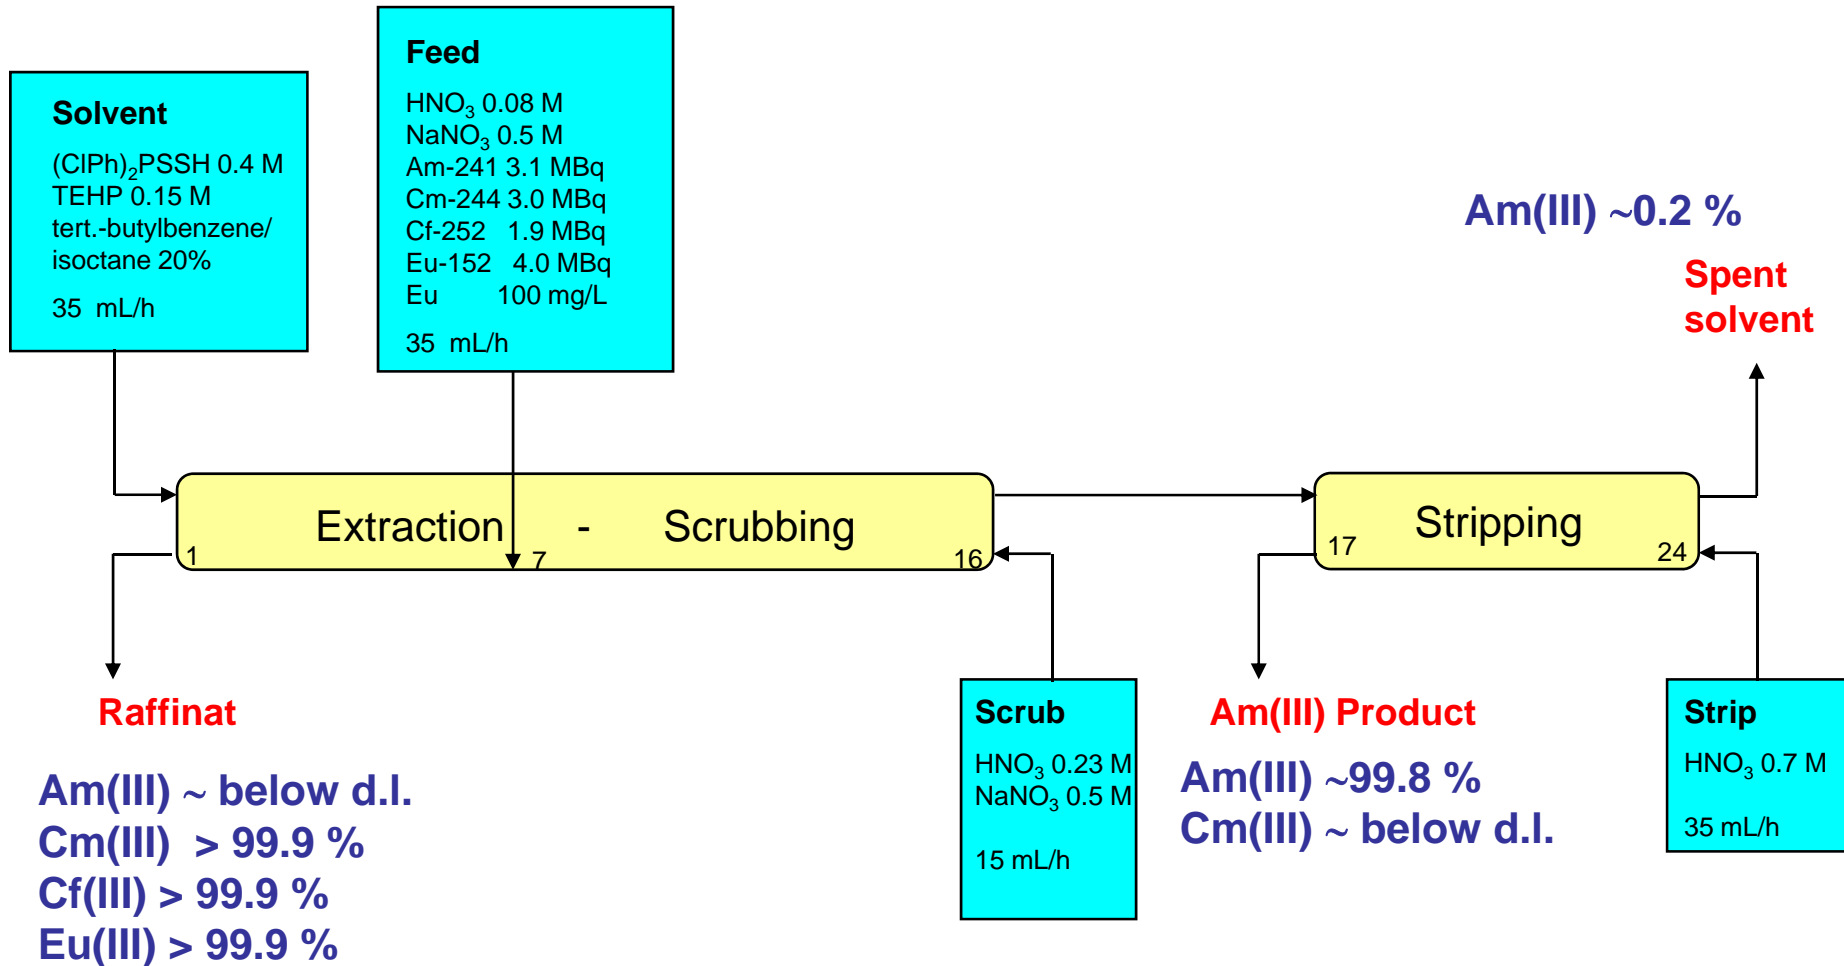 Solvent
(ClPh)₂PSSH 0.4 M
TEHP 0.15 M
tert.-butylbenzene/
isoctane 20%
35 mL/h
Feed
HNO₃ 0.08 M
NaNO₃ 0.5 M
Am-241 3.1 MBq
Cm-244 3.0 MBq
Cf-252 1.9 MBq
Eu-152 4.0 MBq
Eu 100 mg/L
35 mL/h
Am(III) ~0.2 %
Spent
solvent
Extraction - Scrubbing
1 7 16
Stripping
17 24
Raffinat
Am(III) ~ below d.l.
Cm(III) > 99.9 %
Cf(III) > 99.9 %
Eu(III) > 99.9 %
Scrub
HNO₃ 0.23 M
NaNO₃ 0.5 M
15 mL/h
Am(III) Product
Am(III) ~99.8 %
Cm(III) ~ below d.l.
Strip
HNO₃ 0.7 M
35 mL/h